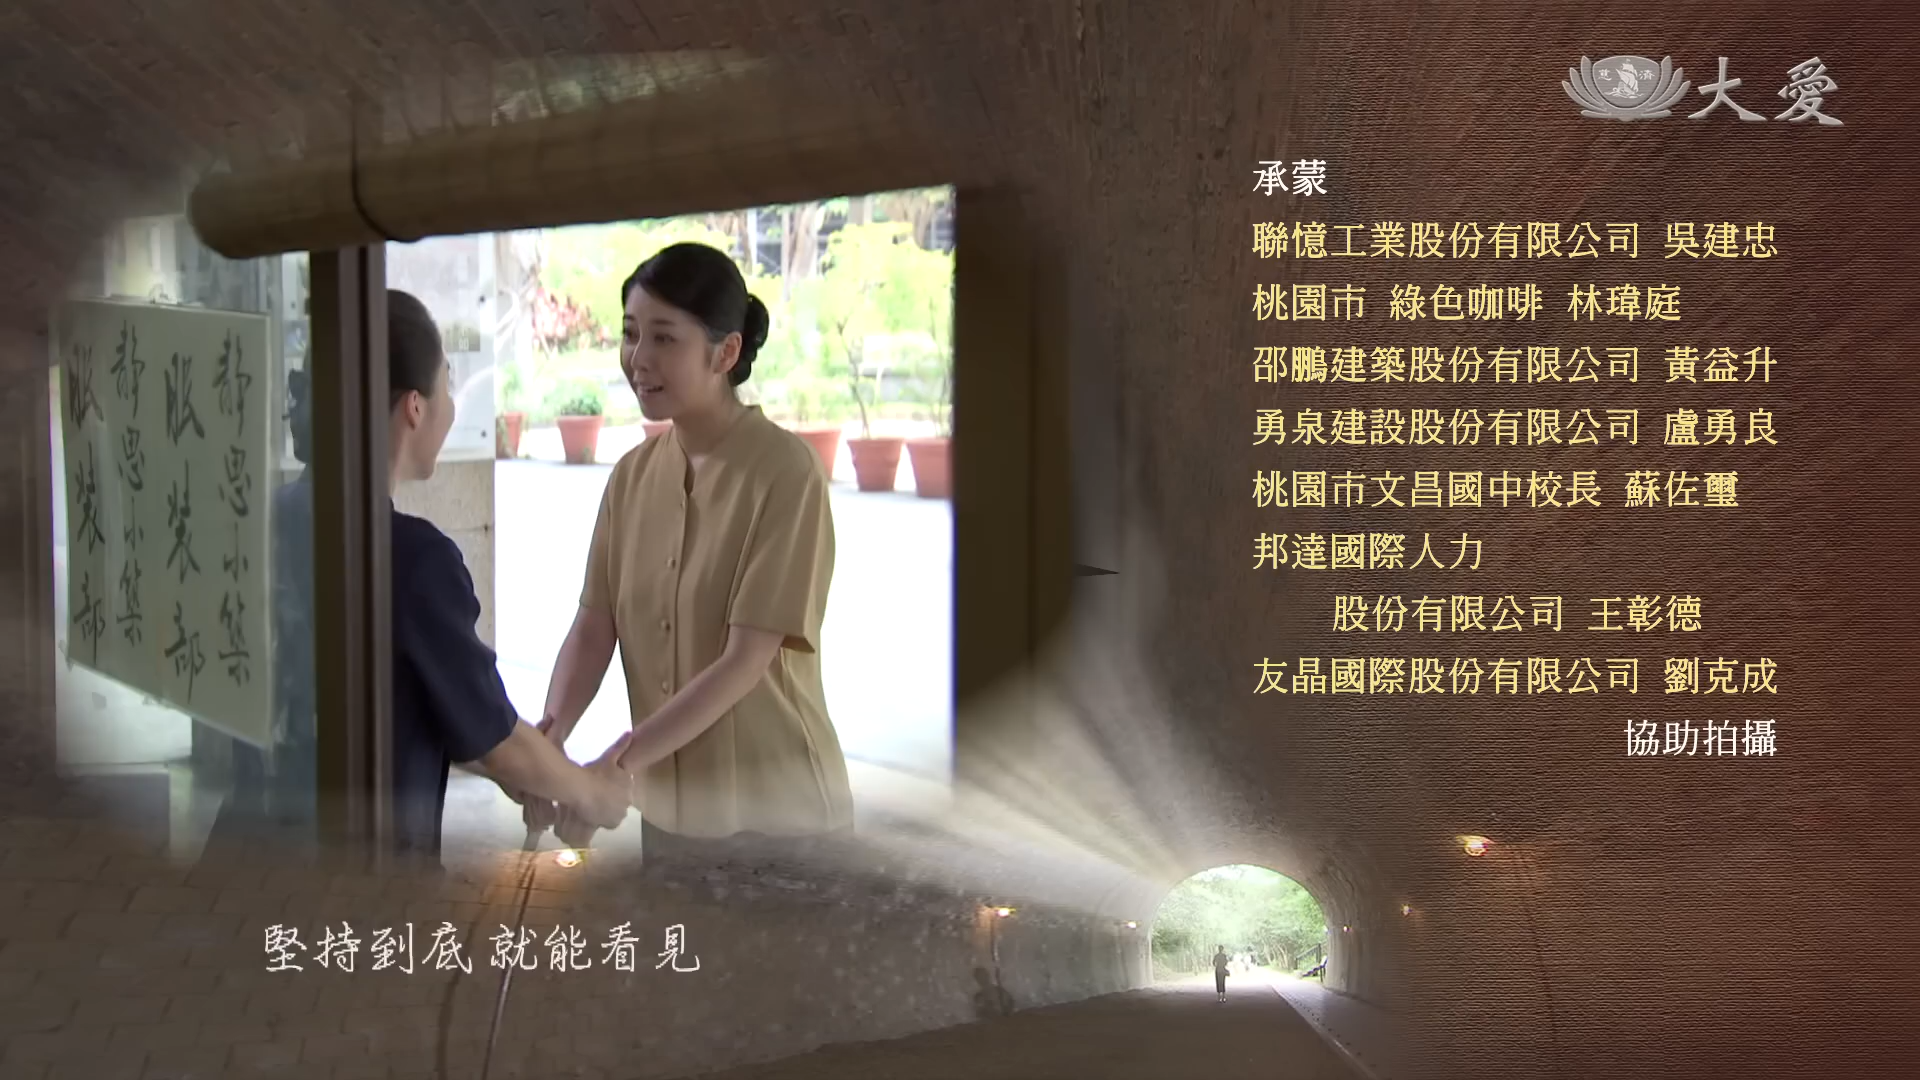 大愛
慈濟
承蒙
聯憶工業股份有限公司 吳建忠
桃園市 綠色咖啡 林瑋庭
邵鵬建築股份有限公司 黃益升
勇泉建設股份有限公司 盧勇良
桃園市文昌國中校長 蘇佐璽
邦達國際人力
股份有限公司 王彰德
友晶國際股份有限公司 劉克成
協助拍攝
靜思小築
服裝部
靜思小築
服裝部
堅持到底 就能看見